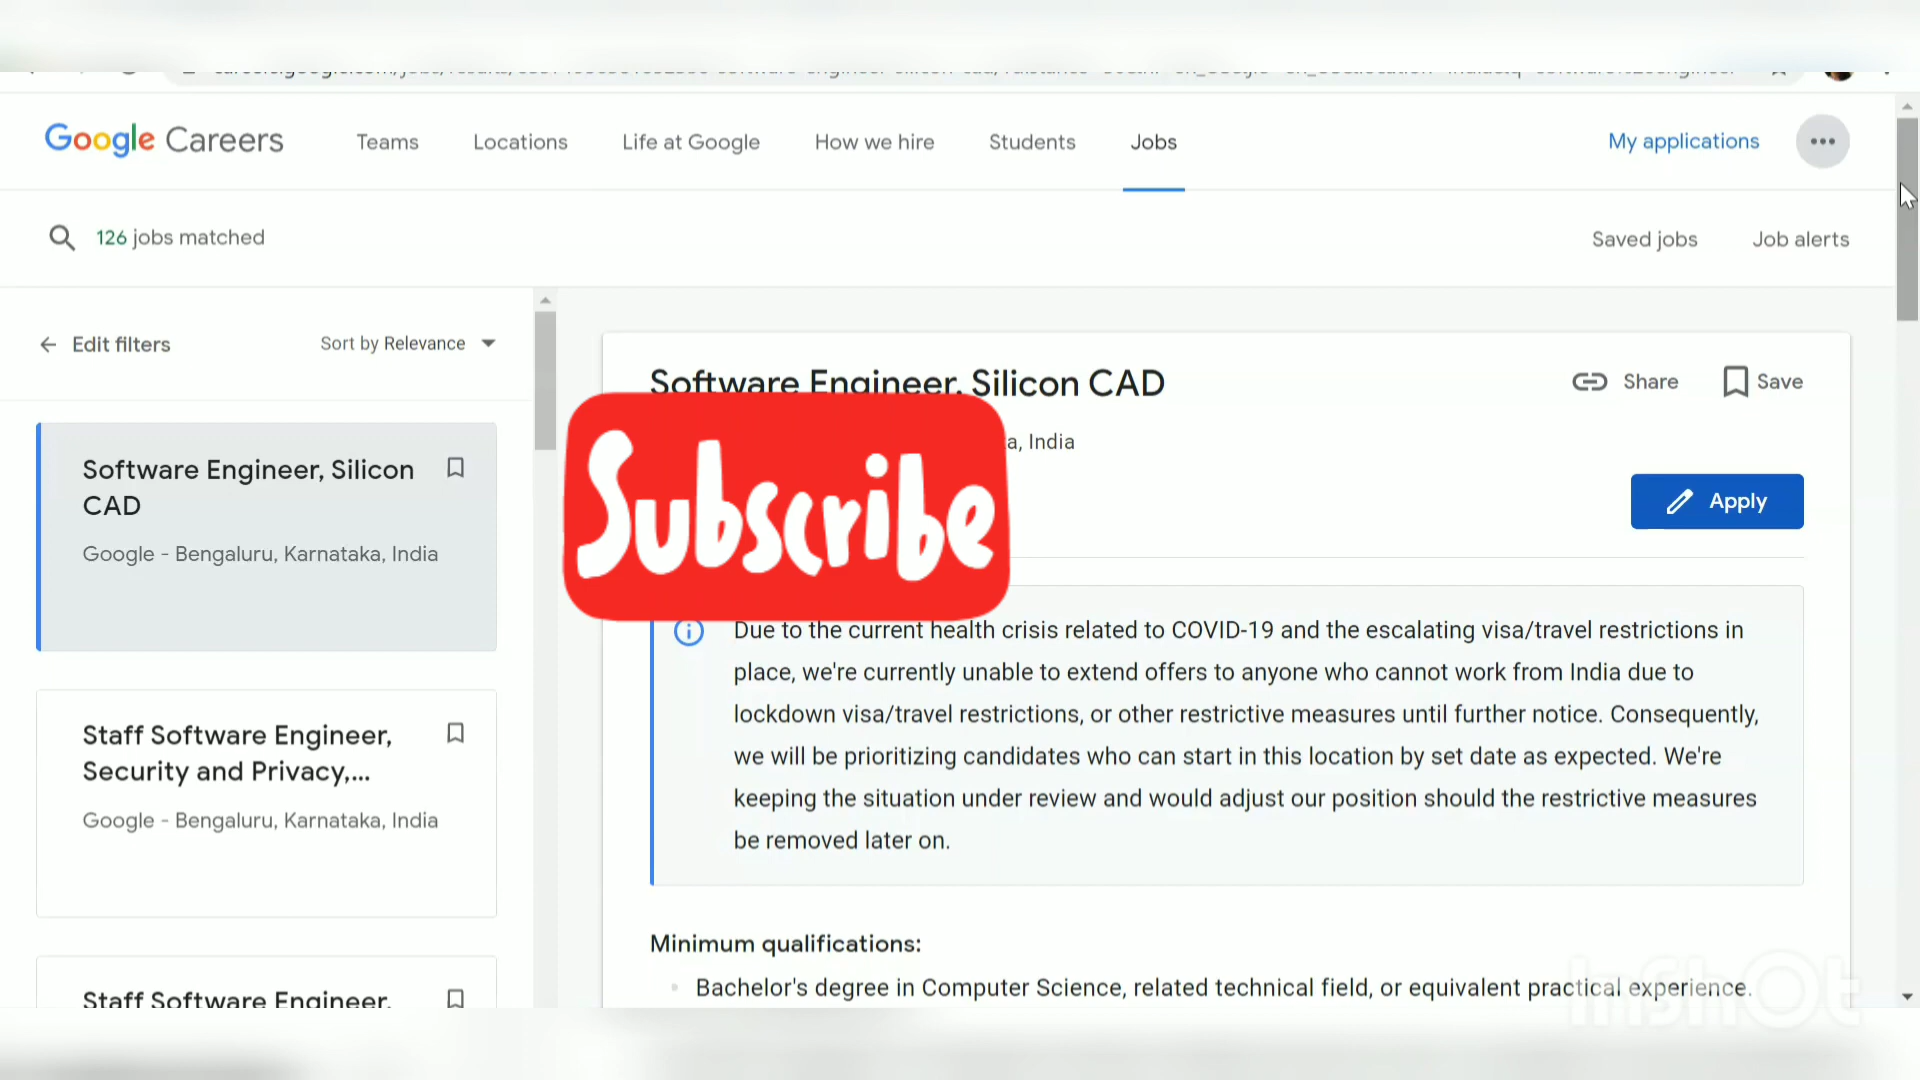 Google Careers
Teams
Locations
Life at Google
How we hire
Students
Jobs
My applications
126 jobs matched
Saved jobs
Job alerts
Edit filters
Sort by Relevance
Software Engineer, Silicon
CAD
Google - Bengaluru, Karnataka, India
Staff Software Engineer,
Security and Privacy,...
Google - Bengaluru, Karnataka, India
Staff Software Engineer,
Software Engineer, Silicon CAD
Share
Save
a, India
Subscribe
Apply
Due to the current health crisis related to COVID-19 and the escalating visa/travel restrictions in
place, we're currently unable to extend offers to anyone who cannot work from India due to
lockdown visa/travel restrictions, or other restrictive measures until further notice. Consequently,
we will be prioritizing candidates who can start in this location by set date as expected. We're
keeping the situation under review and would adjust our position should the restrictive measures
be removed later on.
Minimum qualifications:
Bachelor's degree in Computer Science, related technical field, or equivalent practical experience.
InShOt